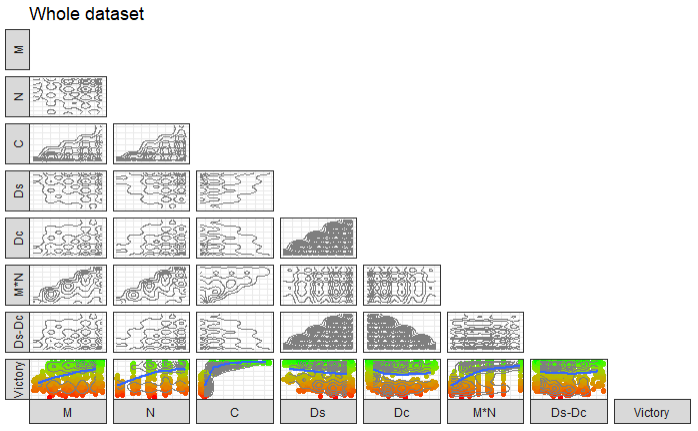 Whole dataset
M
N
C
Ds
Dc
M*N
Ds-Dc
Victory
M N C Ds Dc M*N Ds-Dc Victory